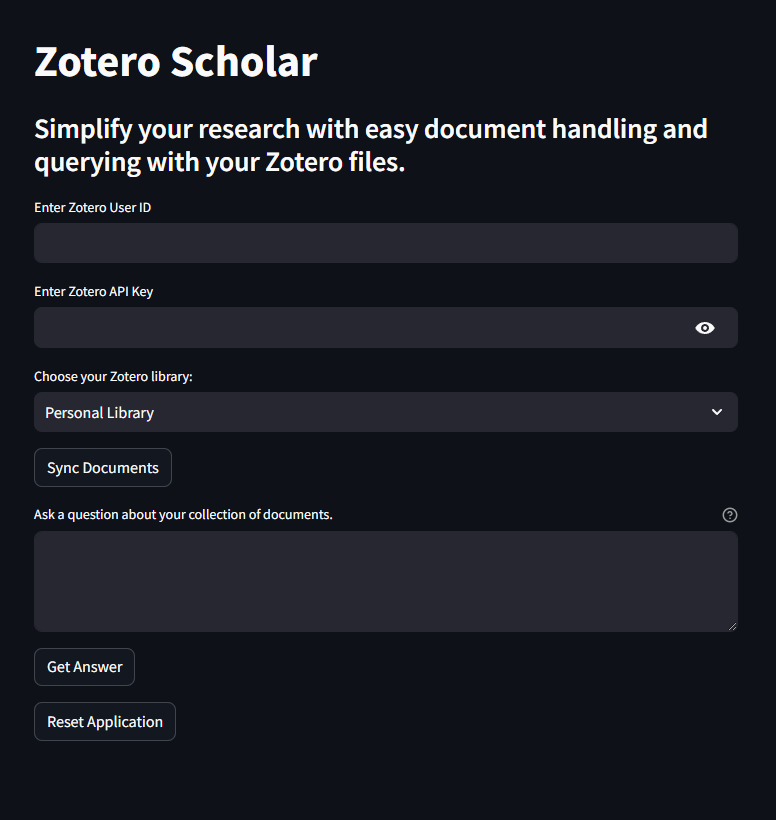 Zotero Scholar
Simplify your research with easy document handling and
querying with your Zotero files.
Enter Zotero User ID
Enter Zotero API Key
Choose your Zotero library:
Personal Library
Sync Documents
Ask a question about your collection of documents.
Get Answer
Reset Application